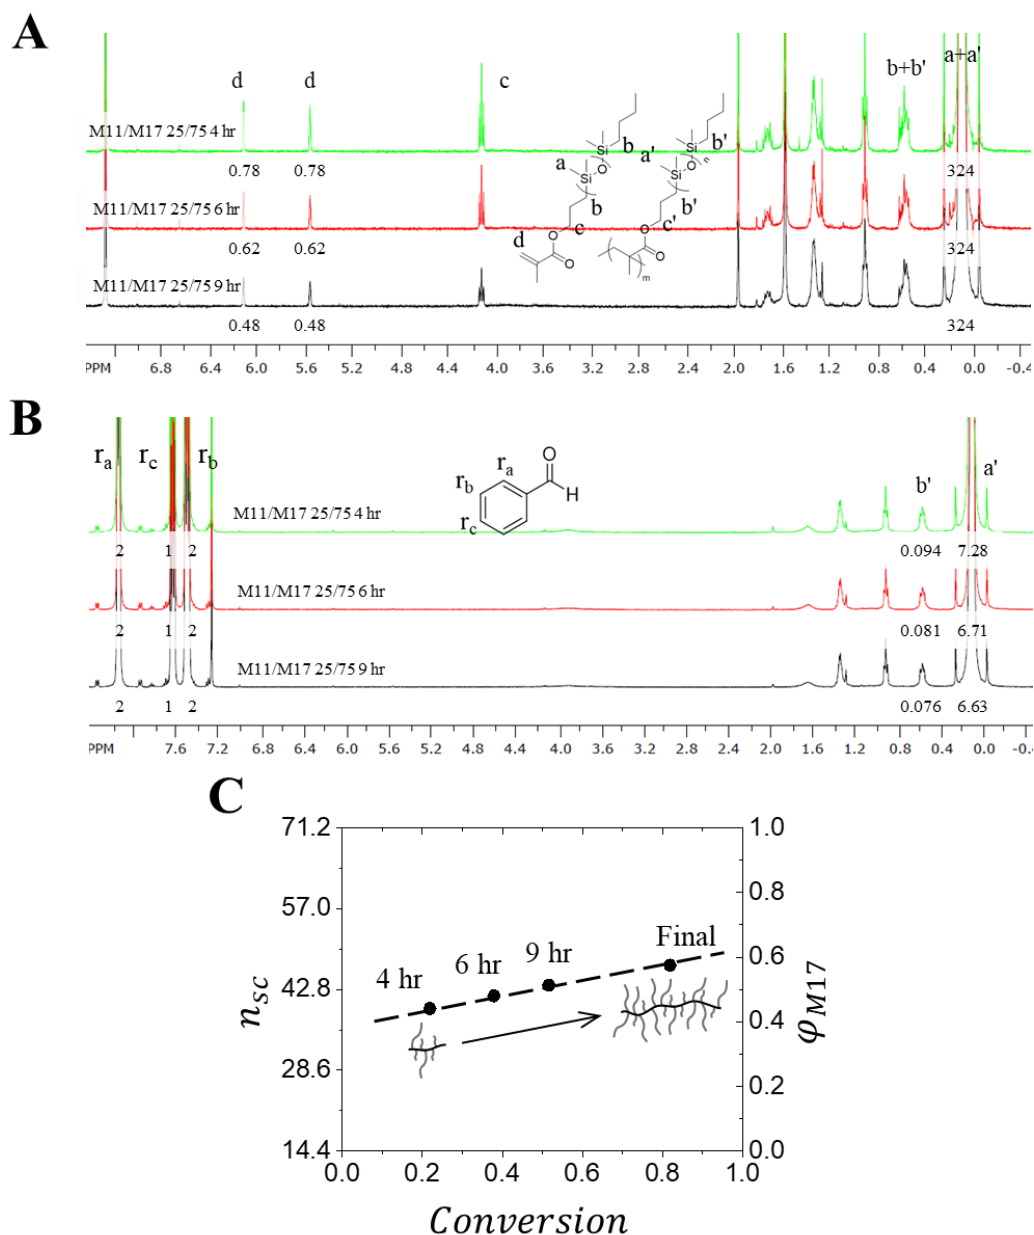 A
d d c b+b' a+a'
M11/M17 25/75 4 hr
0.78 0.78 324
Si b Si b'
O O n
a Si a' Si
b b'
M11/M17 25/75 6 hr
0.62 0.62 324
c c'
d O O
O O
m
M11/M17 25/75 9 hr
0.48 0.48 324
PPM 6.8 6.4 6.0 5.6 5.2 4.8 4.4 4.0 3.6 3.2 2.8 2.4 2.0 1.6 1.2 0.8 0.4 0.0 -0.4
B
ra rc rb
O
ra
rb H
rc
b' a'
M11/M17 25/75 4 hr
2 1 2 0.094 7.28
M11/M17 25/75 6 hr
2 1 2 0.081 6.71
M11/M17 25/75 9 hr
2 1 2 0.076 6.63
PPM 7.6 7.2 6.8 6.4 6.0 5.6 5.2 4.8 4.4 4.0 3.6 3.2 2.8 2.4 2.0 1.6 1.2 0.8 0.4 0.0 -0.4
C
71.2 1.0
0.8
57.0
4 hr 6 hr 9 hr Final
0.6
42.8
0.4
28.6
0.2
14.4 0.0
nsc
φM17
0.0 0.2 0.4 0.6 0.8 1.0
Conversion